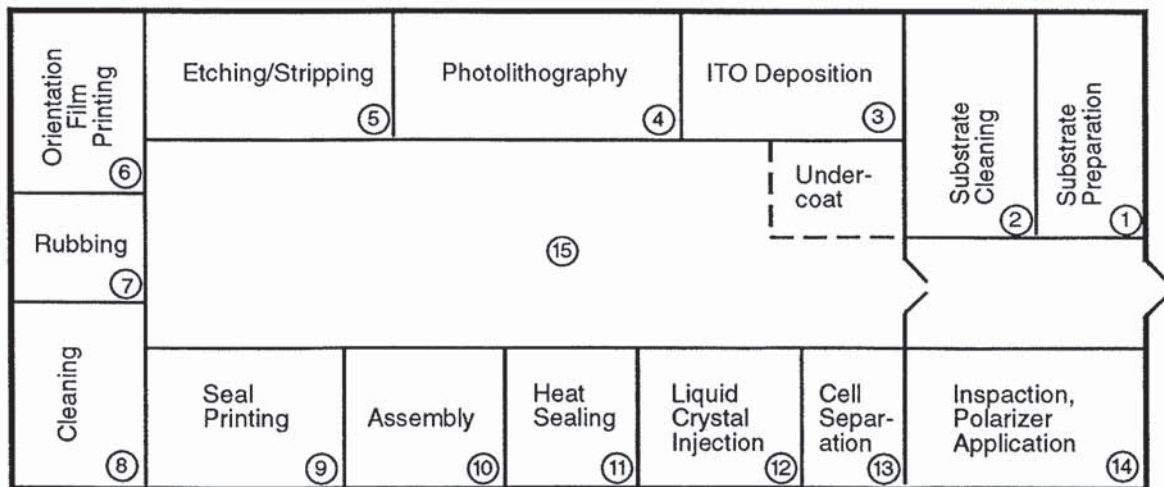 Orientation
Film
Printing
6
Etching/Stripping
5
Photolithography
4
ITO Deposition
3
Substrate
Cleaning
2
Substrate
Preparation
1
Under-
coat
Rubbing
7
15
Cleaning
8
Seal
Printing
9
Assembly
10
Heat
Sealing
11
Liquid
Crystal
Injection
12
Cell
Separ-
ation
13
Inspaction,
Polarizer
Application
14